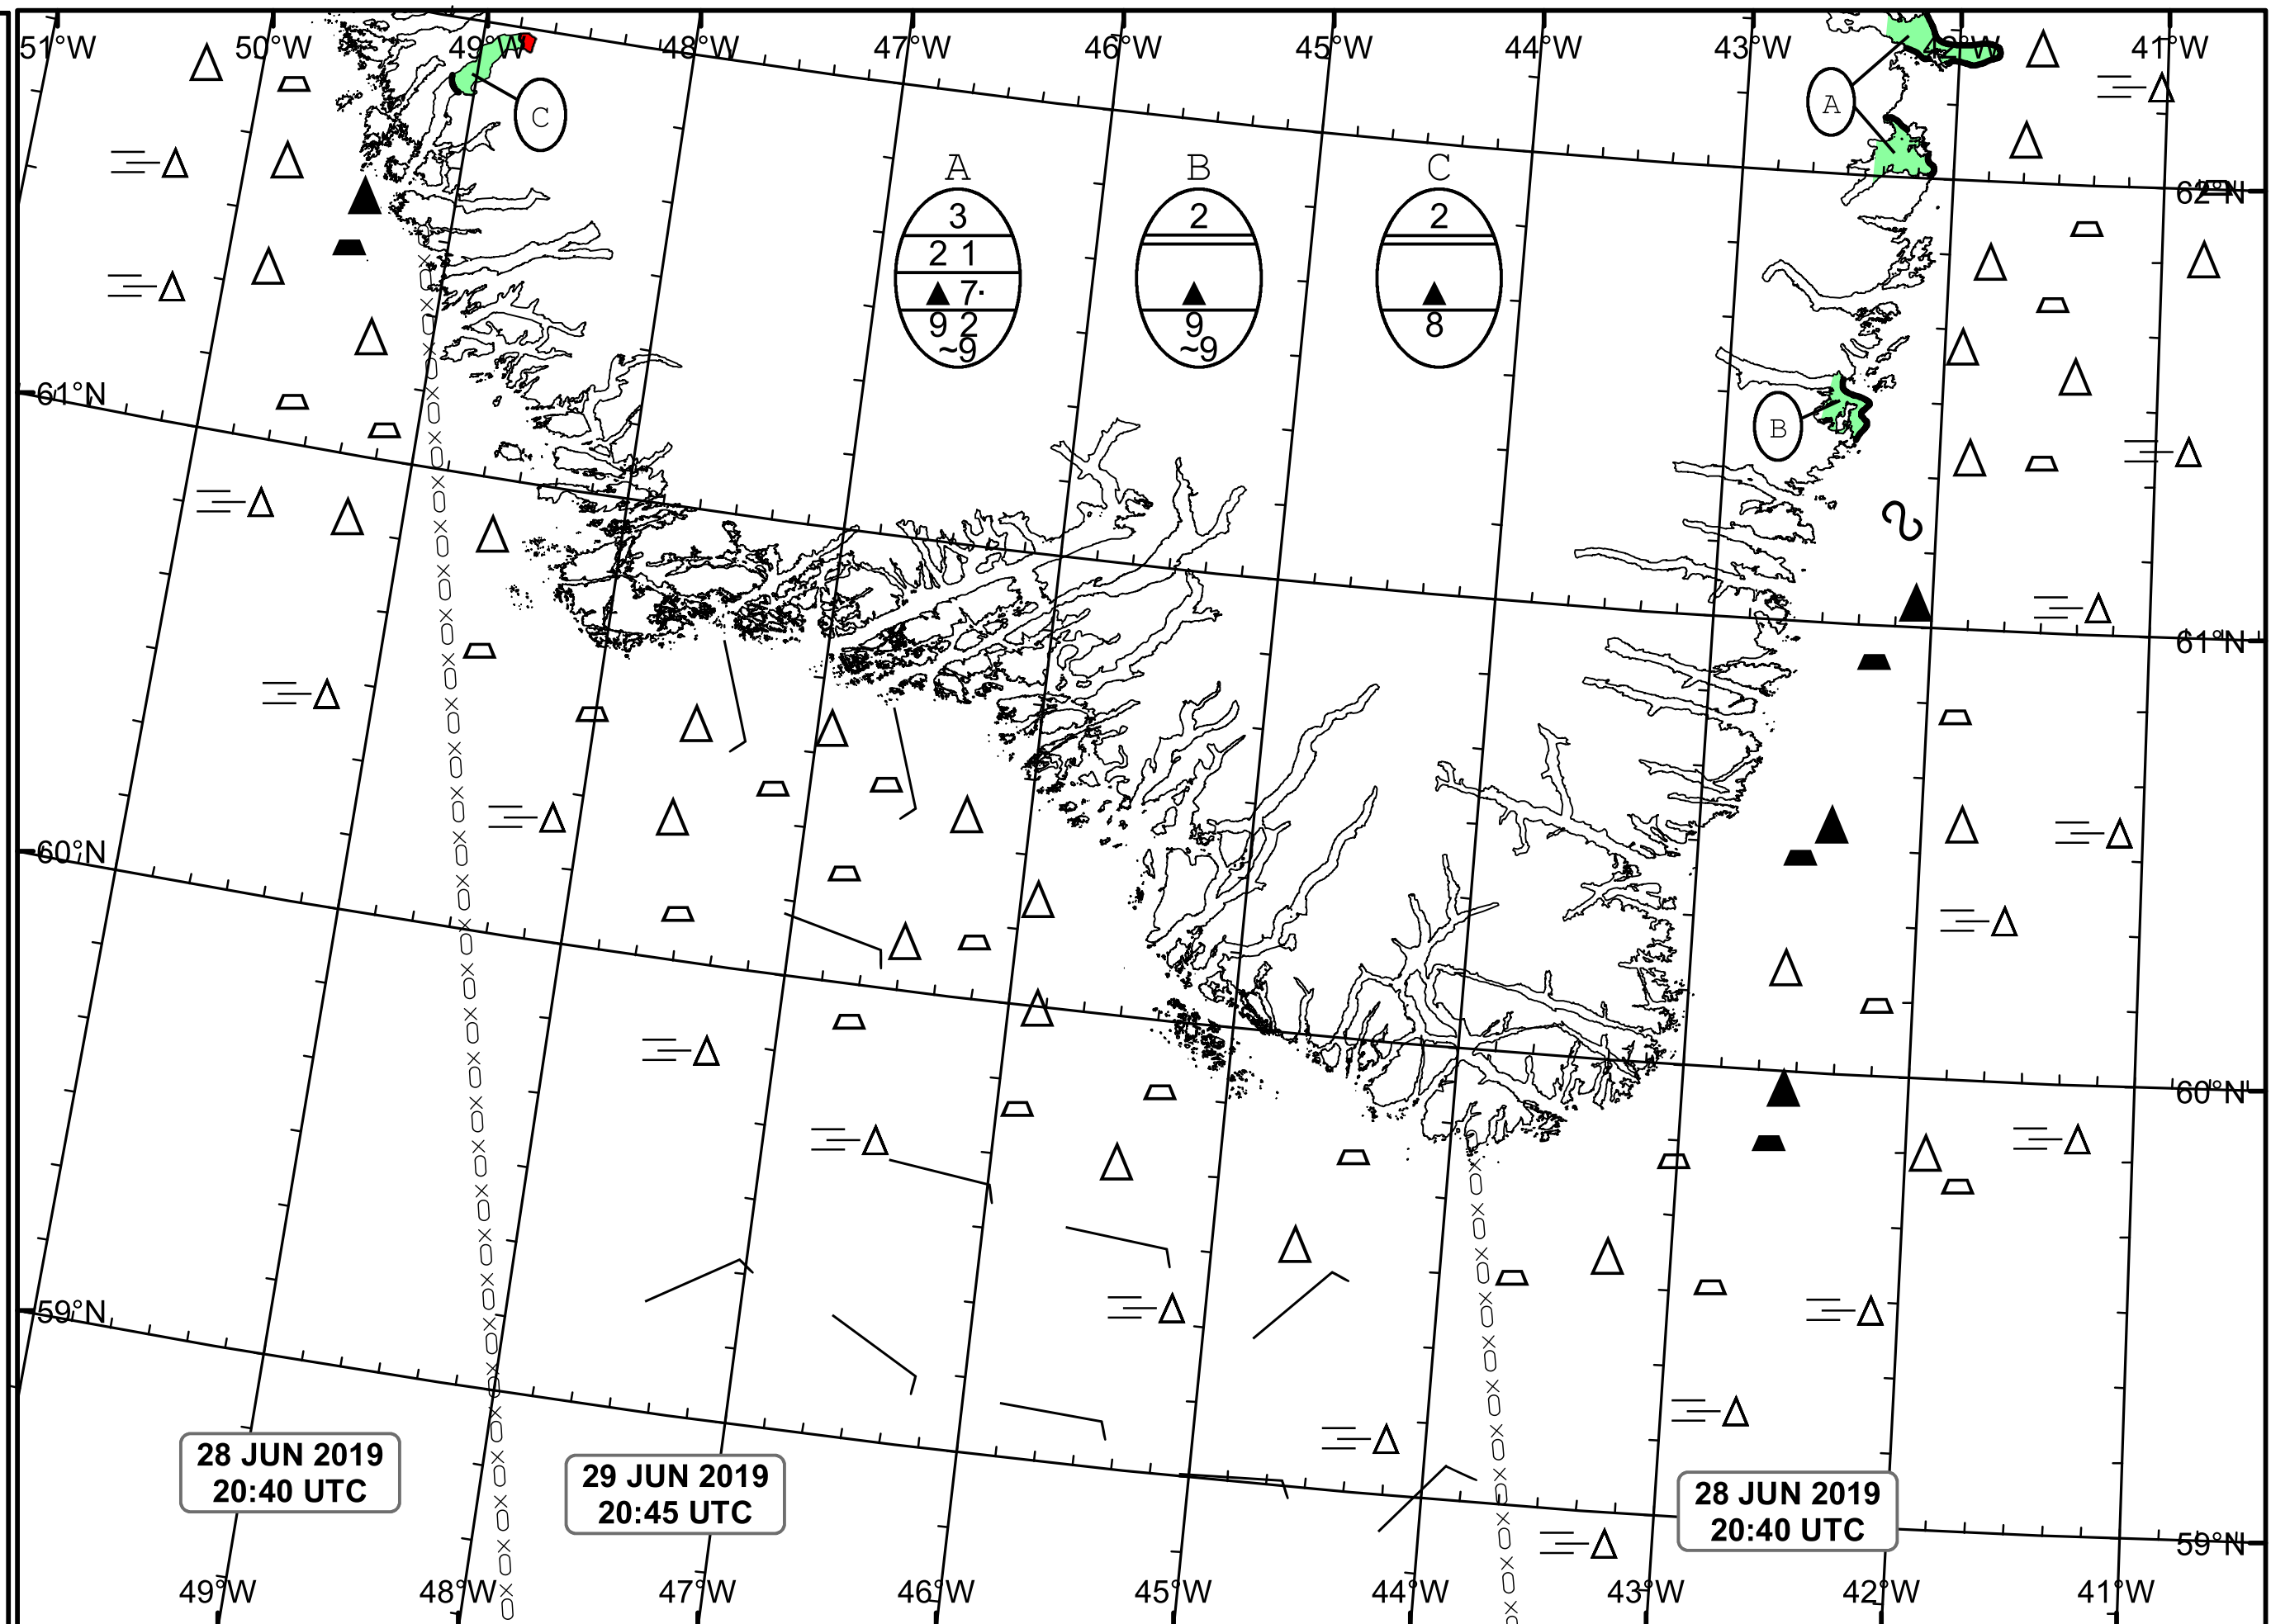 51°W 50°W 49°W 48°W 47°W 46°W 45°W 44°W 43°W 42°W 41°W
C
A
A B C
3 2 2
2 1
7·
9 2 9 8
~9 ~9
62°N
61°N
B
61°N
60°N
60°N
59°N
28 JUN 2019
20:40 UTC
29 JUN 2019
20:45 UTC
28 JUN 2019
20:40 UTC
59°N
49°W 48°W 47°W 46°W 45°W 44°W 43°W 42°W 41°W